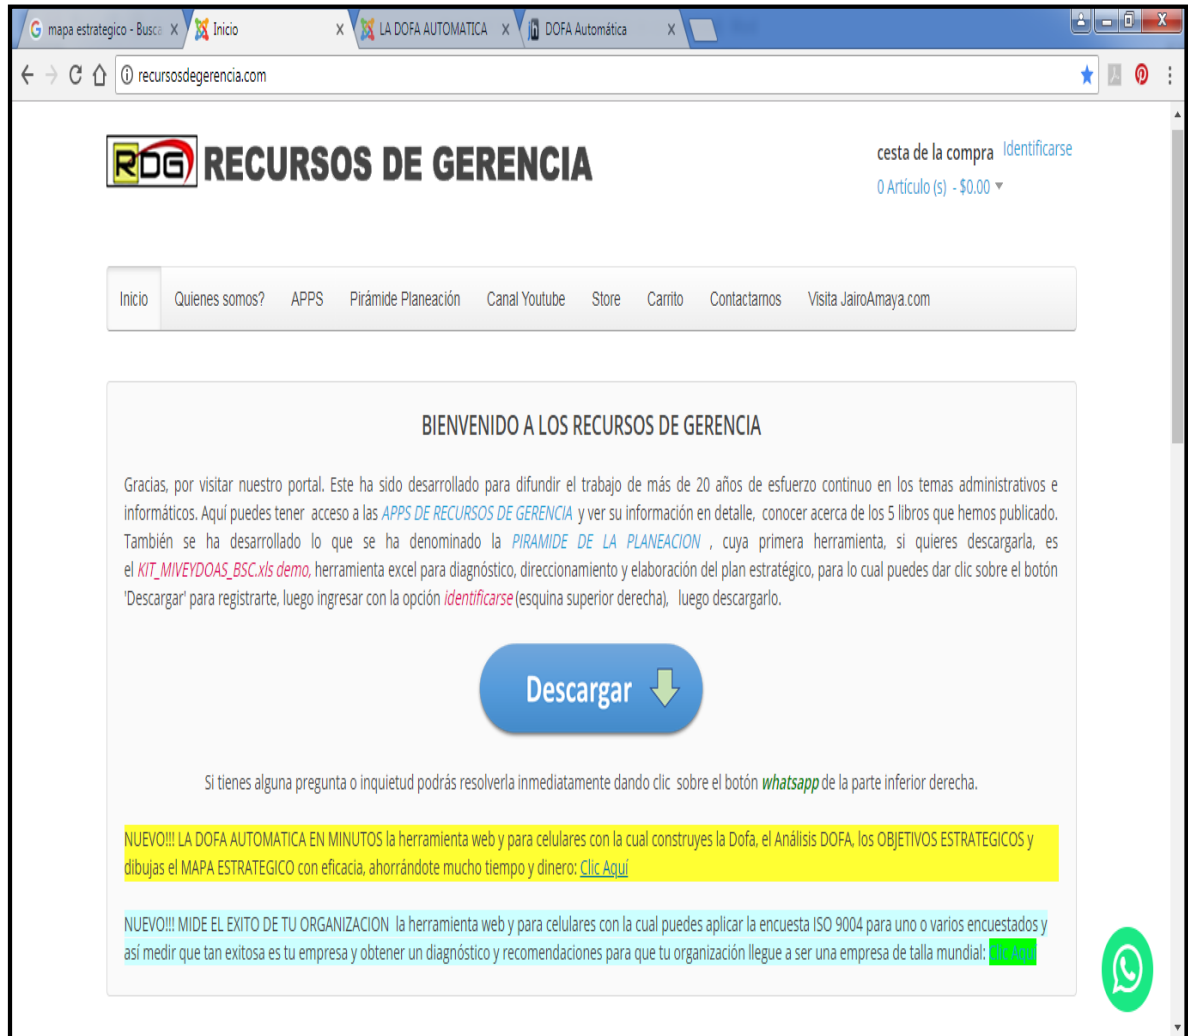 mapa estrategico - Busca
Inicio
LA DOFA AUTOMATICA
DOFA Automática
recursosdegerencia.com
RDG RECURSOS DE GERENCIA
cesta de la compra Identificarse
0 Artículo (s) - $0.00
Inicio Quienes somos? APPS Pirámide Planeación Canal Youtube Store Carrito Contactarnos Visita JairoAmaya.com
BIENVENIDO A LOS RECURSOS DE GERENCIA
Gracias, por visitar nuestro portal. Este ha sido desarrollado para difundir el trabajo de más de 20 años de esfuerzo continuo en los temas administrativos e
informáticos. Aquí puedes tener acceso a las APPS DE RECURSOS DE GERENCIA y ver su información en detalle, conocer acerca de los 5 libros que hemos publicado.
También se ha desarrollado lo que se ha denominado la PIRAMIDE DE LA PLANEACION , cuya primera herramienta, si quieres descargarla, es
el KIT_MIVEYDOAS_BSC.xls demo, herramienta excel para diagnóstico, direccionamiento y elaboración del plan estratégico, para lo cual puedes dar clic sobre el botón
'Descargar' para registrarte, luego ingresar con la opción identificarse (esquina superior derecha), luego descargarlo.
Descargar
Si tienes alguna pregunta o inquietud podrás resolverla inmediatamente dando clic sobre el botón whatsapp de la parte inferior derecha.
NUEVO!!! LA DOFA AUTOMATICA EN MINUTOS la herramienta web y para celulares con la cual construyes la Dofa, el Análisis DOFA, los OBJETIVOS ESTRATEGICOS y
dibujas el MAPA ESTRATEGICO con eficacia, ahorrándote mucho tiempo y dinero: Clic Aquí
NUEVO!!! MIDE EL EXITO DE TU ORGANIZACION la herramienta web y para celulares con la cual puedes aplicar la encuesta ISO 9004 para uno o varios encuestados y
así medir que tan exitosa es tu empresa y obtener un diagnóstico y recomendaciones para que tu organización llegue a ser una empresa de talla mundial: Clic Aquí